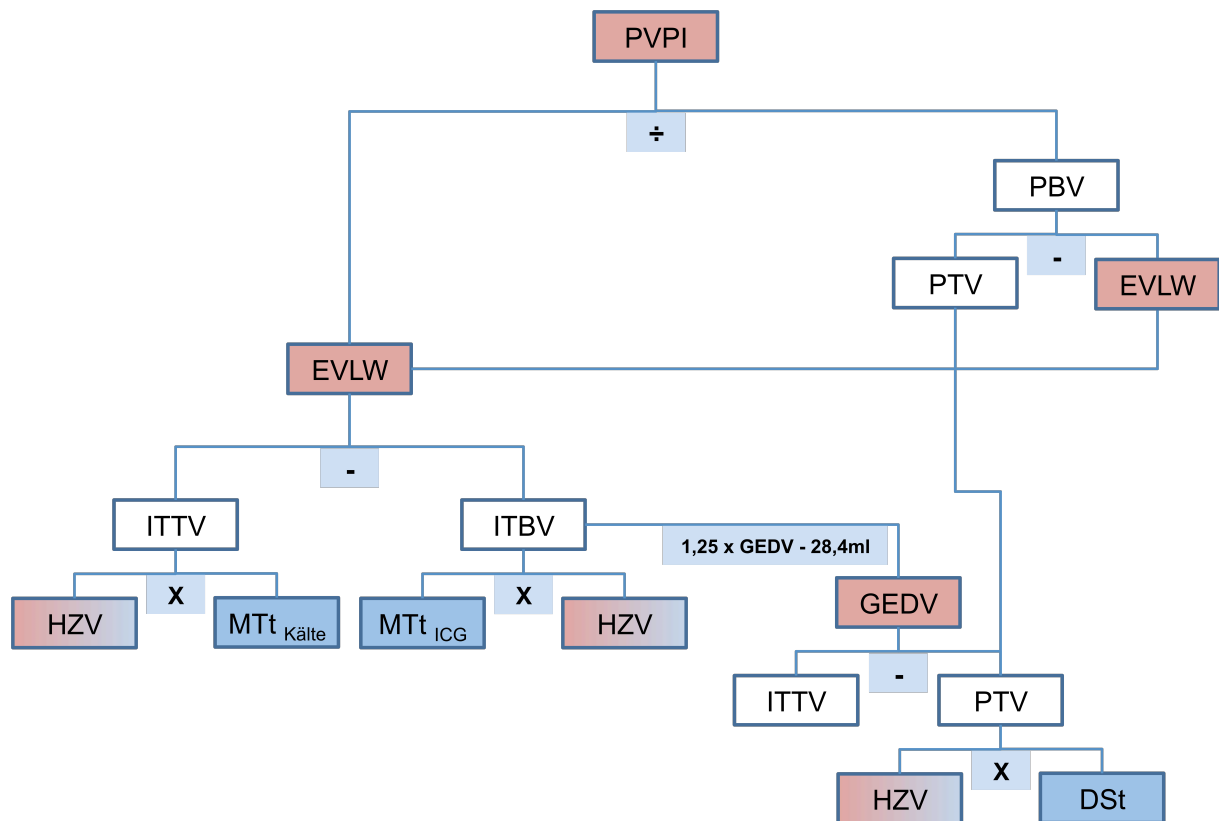 PVPI
÷
PBV
-
PTV
EVLW
EVLW
-
ITTV
ITBV
1,25 x GEDV - 28,4ml
X
X
GEDV
HZV
MTt Kälte
MTt ICG
HZV
-
ITTV
PTV
X
HZV
DSt